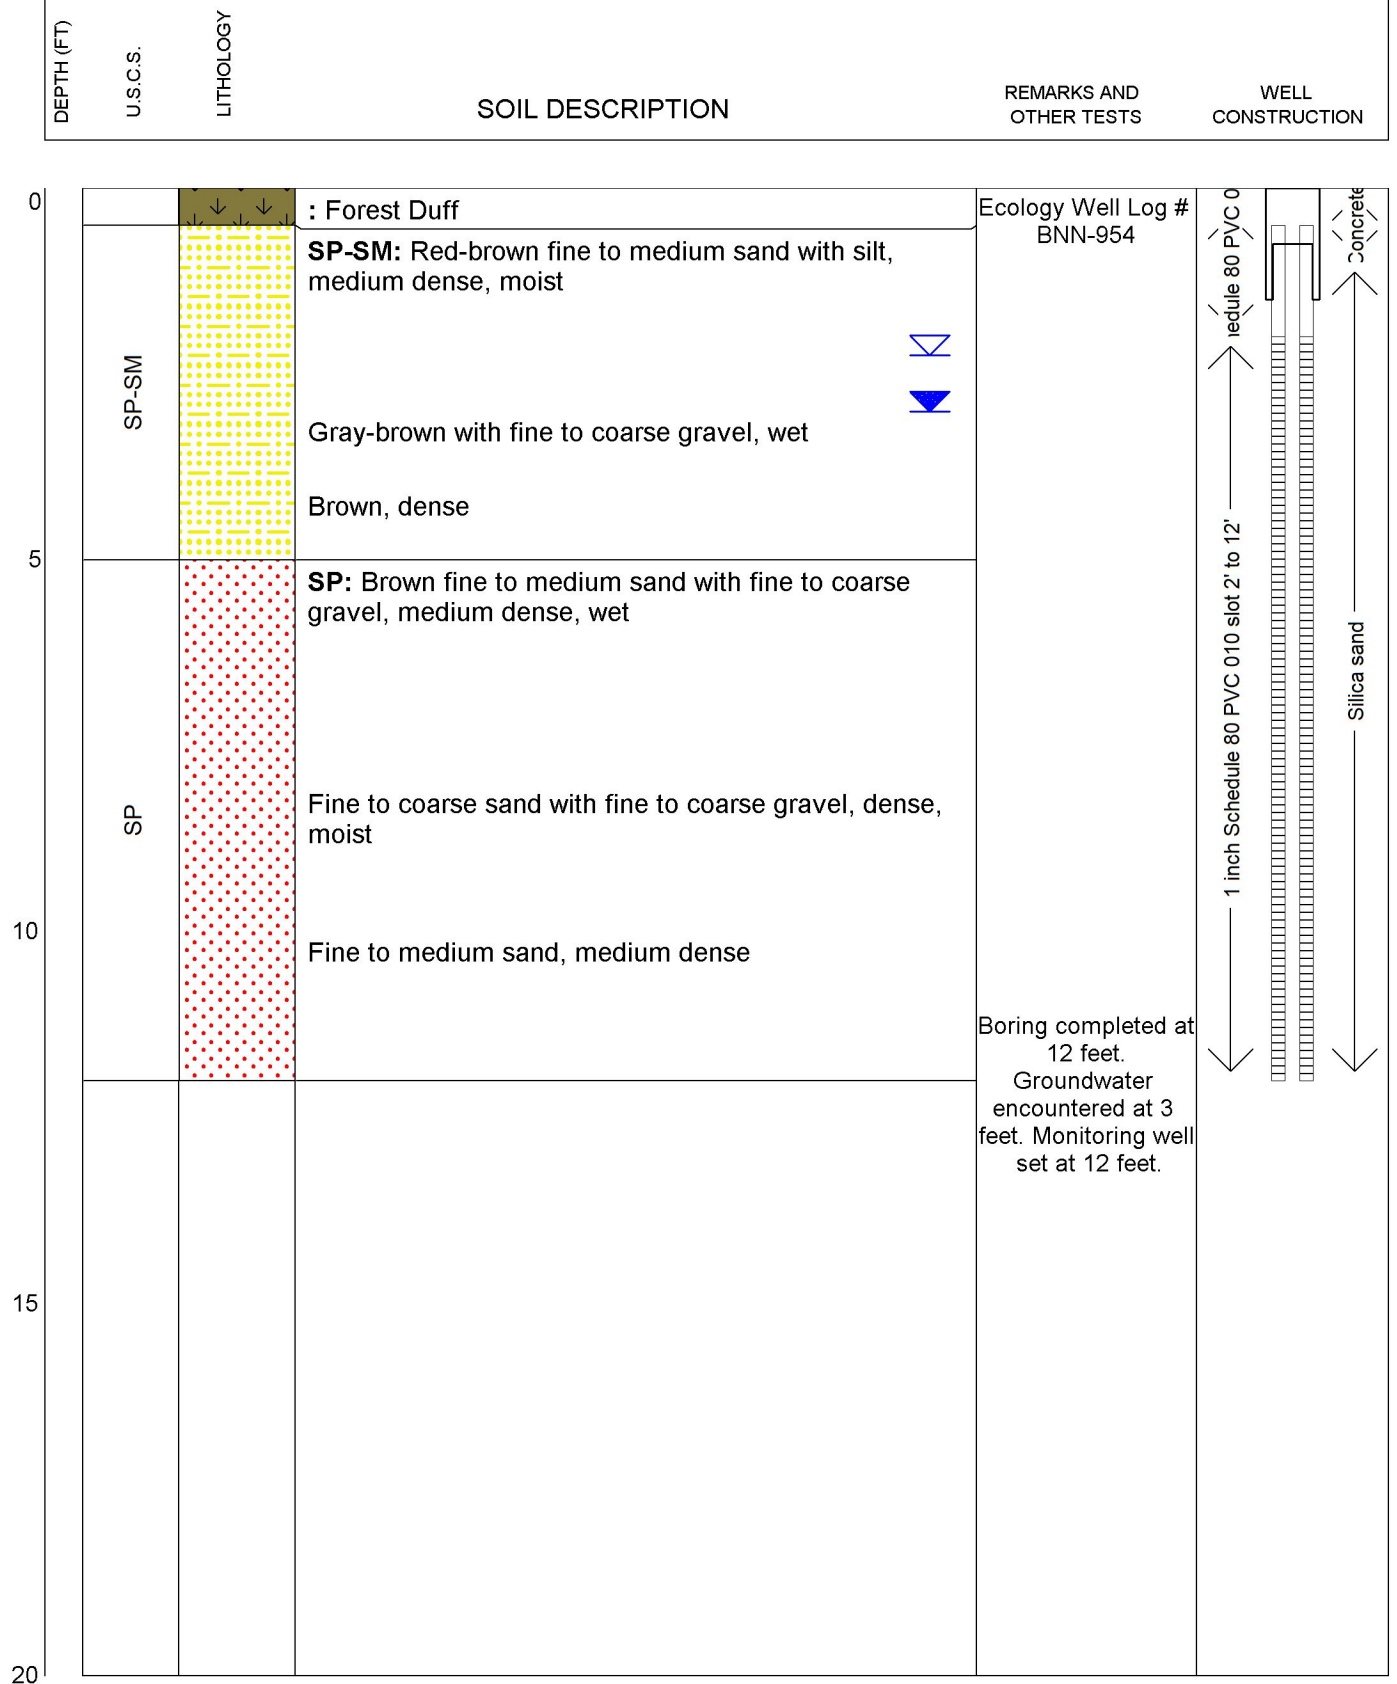 DEPTH (FT)
U.S.C.S.
LITHOLOGY
SOIL DESCRIPTION
REMARKS AND
OTHER TESTS
WELL
CONSTRUCTION
0
: Forest Duff
Ecology Well Log #
BNN-954
edule 80 PVC 0
Concrete
SP-SM
SP-SM: Red-brown fine to medium sand with silt,
medium dense, moist
Gray-brown with fine to coarse gravel, wet
Brown, dense
5
SP
SP: Brown fine to medium sand with fine to coarse
gravel, medium dense, wet
1 inch Schedule 80 PVC 010 slot 2' to 12'
Silica sand
Fine to coarse sand with fine to coarse gravel, dense,
moist
10
Fine to medium sand, medium dense
Boring completed at
12 feet.
Groundwater
encountered at 3
feet. Monitoring well
set at 12 feet.
15
20